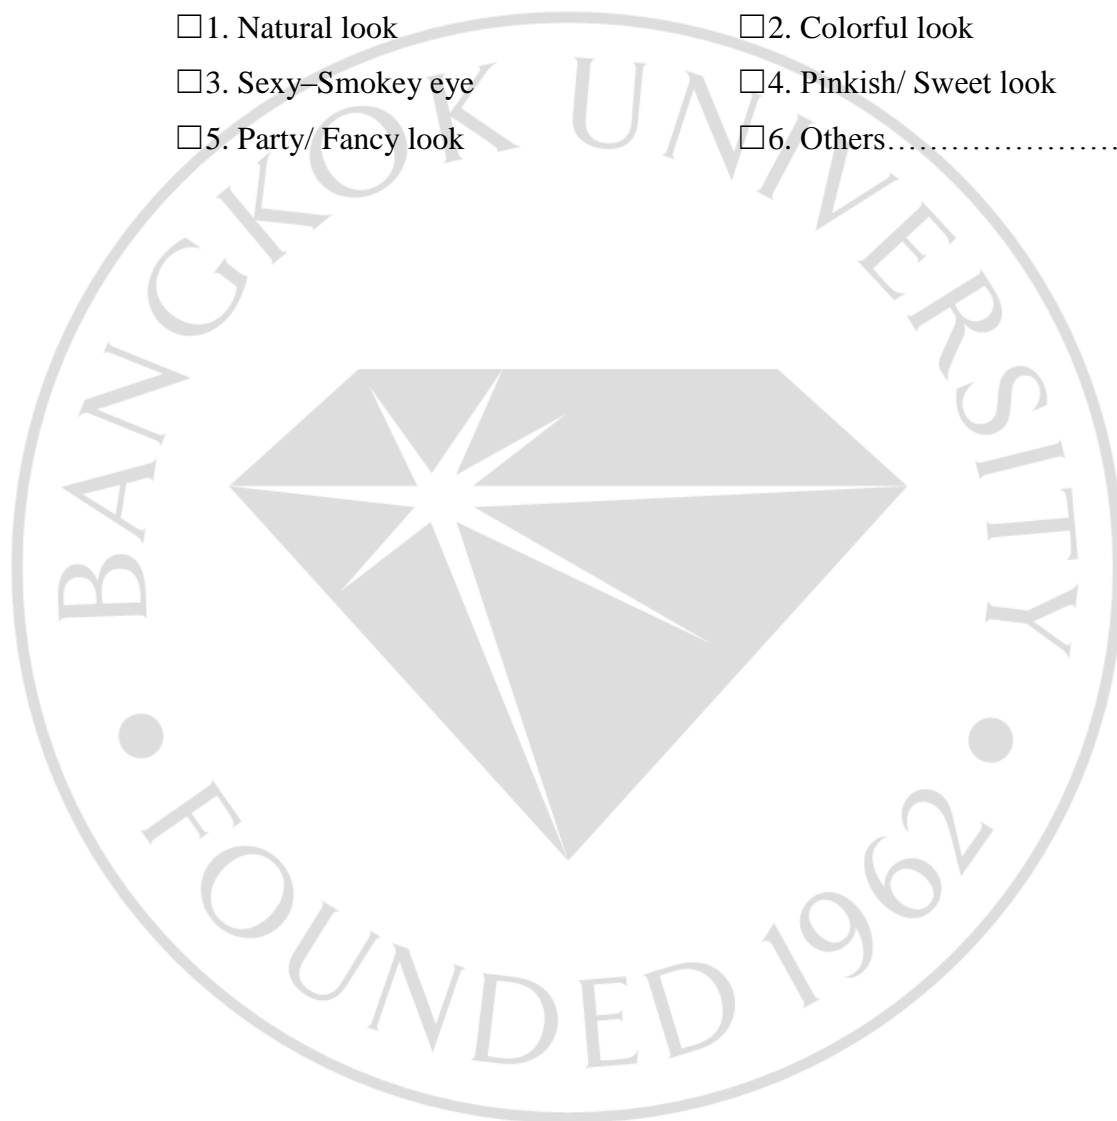 ☐1. Natural look ☐2. Colorful look
☐3. Sexy–Smokey eye ☐4. Pinkish/ Sweet look
☐5. Party/ Fancy look ☐6. Others……………………
BANGKOK UNIVERSITY
• FOUNDED 1962 •